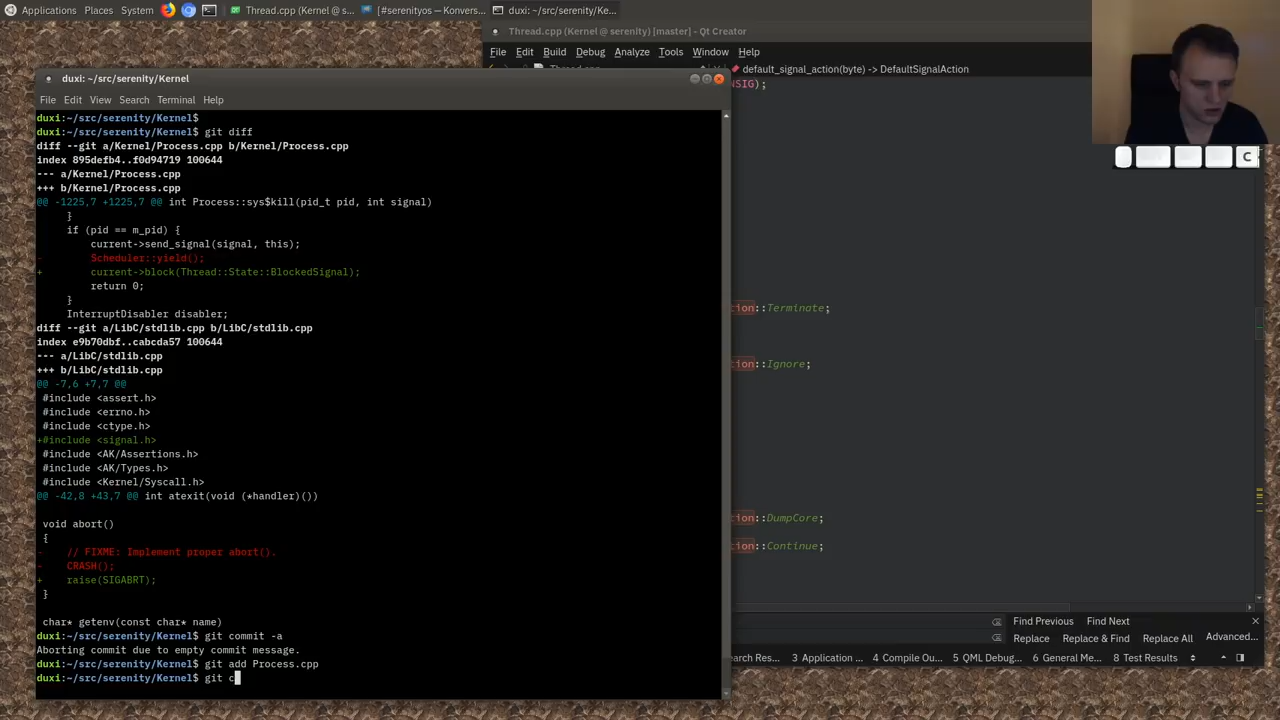 Applications Places System Thread.cpp (Kernel @ s... [#serenityos - Konvers... duxi: ~/src/serenity/Ke...
Thread.cpp (Kernel @ serenity) [master] - Qt Creator
File Edit Build Debug Analyze Tools Window Help
default_signal_action(byte) -> DefaultSignalAction
NSIG);
tion::Terminate;
tion::Ignore;
tion::DumpCore;
tion::Continue;
Find Previous Find Next
Replace Replace & Find Replace All Advanced...
earch Res... 3 Application ... 4 Compile Ou... 5 QML Debug... 6 General Me... 8 Test Results
C
duxi: ~/src/serenity/Kernel
File Edit View Search Terminal Help
duxi:~/src/serenity/Kernel$
duxi:~/src/serenity/Kernel$ git diff
diff --git a/Kernel/Process.cpp b/Kernel/Process.cpp
index 895defb4..f0d94719 100644
--- a/Kernel/Process.cpp
+++ b/Kernel/Process.cpp
@@ -1225,7 +1225,7 @@ int Process::sys$kill(pid_t pid, int signal)
}
if (pid == m_pid) {
current->send_signal(signal, this);
- Scheduler::yield();
+ current->block(Thread::State::BlockedSignal);
return 0;
}
InterruptDisabler disabler;
diff --git a/LibC/stdlib.cpp b/LibC/stdlib.cpp
index e9b70dbf..cabcda57 100644
--- a/LibC/stdlib.cpp
+++ b/LibC/stdlib.cpp
@@ -7,6 +7,7 @@
#include <assert.h>
#include <errno.h>
#include <ctype.h>
+#include <signal.h>
#include <AK/Assertions.h>
#include <AK/Types.h>
#include <Kernel/Syscall.h>
@@ -42,8 +43,7 @@ int atexit(void (*handler)())
void abort()
{
- // FIXME: Implement proper abort().
- CRASH();
+ raise(SIGABRT);
}
char* getenv(const char* name)
duxi:~/src/serenity/Kernel$ git commit -a
Aborting commit due to empty commit message.
duxi:~/src/serenity/Kernel$ git add Process.cpp
duxi:~/src/serenity/Kernel$ git c